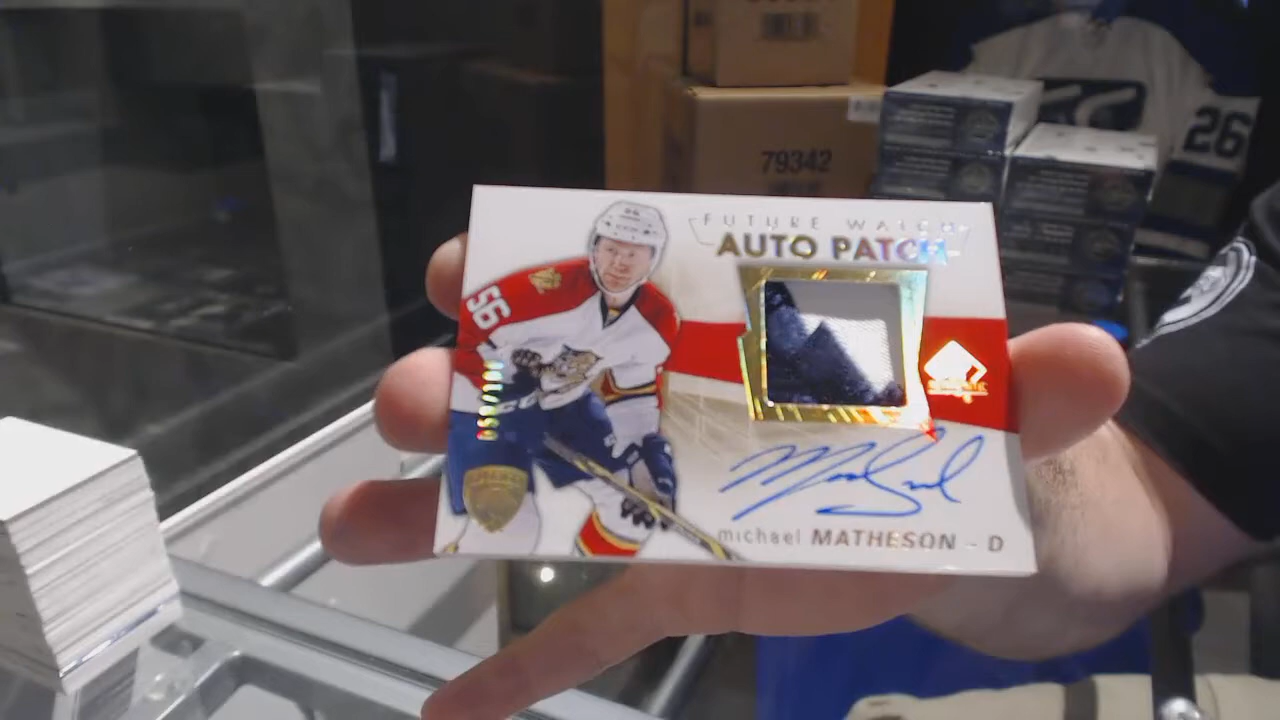 FUTURE WATCH
AUTO PATCH
56
michael MATHESON - D
79342
26